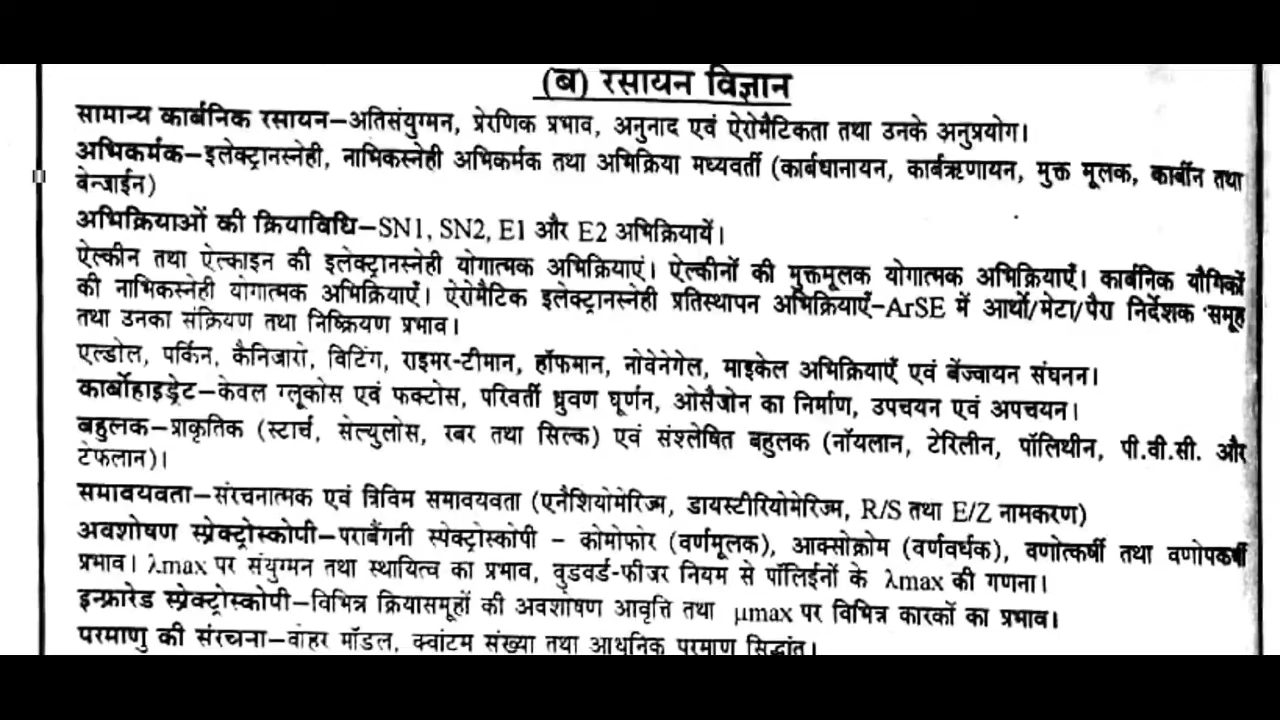 (ब) रसायन विज्ञान
सामान्य कार्बनिक रसायन–अतिसंयुग्मन, प्रेरणिक प्रभाव, अनुनाद एवं ऐरोमैटिकता तथा उनके अनुप्रयोग।
अभिकर्मक–इलेक्ट्रानस्नेही, नाभिकस्नेही अभिकर्मक तथा अभिक्रिया मध्यवर्ती (कार्बधानायन, कार्बऋणायन, मुक्त मूलक, कार्बीन तथा
बेन्जाईन)
अभिक्रियाओं की क्रियाविधि–SN1, SN2, E1 और E2 अभिक्रियायें।
ऐल्कीन तथा ऐल्काइन की इलेक्ट्रानस्नेही योगात्मक अभिक्रियाएं। ऐल्कीनों की मुक्तमूलक योगात्मक अभिक्रियाएँ। कार्बनिक यौगिकों
की नाभिकस्नेही योगात्मक अभिक्रियाएँ। ऐरोमैटिक इलेक्ट्रानस्नेही प्रतिस्थापन अभिक्रियाएँ–ArSE में आर्थो/मेटा/पैरा निर्देशक समूह
तथा उनका संक्रियण तथा निष्क्रियण प्रभाव।
एल्डोल, पर्किन, कैनिजारो, विटिंग, राइमर-टीमान, हॉफमान, नोवेनेगेल, माइकेल अभिक्रियाएँ एवं बेंज्वायन संघनन।
कार्बोहाइड्रेट–केवल ग्लूकोस एवं फक्टोस, परिवर्ती ध्रुवण घूर्णन, ओसैजोन का निर्माण, उपचयन एवं अपचयन।
बहुलक–प्राकृतिक (स्टार्च, सेल्युलोस, रबर तथा सिल्क) एवं संश्लेषित बहुलक (नॉयलान, टेरिलीन, पॉलिथीन, पी.वी.सी. और
टेफलान)।
समावयवता–संरचनात्मक एवं त्रिविम समावयवता (एनैशियोमेरिज्म, डायस्टीरियोमेरिज्म, R/S तथा E/Z नामकरण)
अवशोषण स्प्रेक्ट्रोस्कोपी–पराबैंगनी स्पेक्ट्रोस्कोपी – क्रोमोफोर (वर्णमूलक), आक्सोक्रोम (वर्णवर्धक), वणोत्कर्षी तथा वणोपकर्षी
प्रभाव। λmax पर संयुग्मन तथा स्थायित्व का प्रभाव, वुडवर्ड-फीजर नियम से पॉलिईनों के λmax की गणना।
इन्फ्रारेड स्प्रेक्ट्रोस्कोपी–विभिन्न क्रियासमूहों की अवशोषण आवृत्ति तथा μmax पर विभिन्न कारकों का प्रभाव।
परमाणु की संरचना–वोहर मॉडल, क्वांटम संख्या तथा आधुनिक परमाणु सिद्धांत।